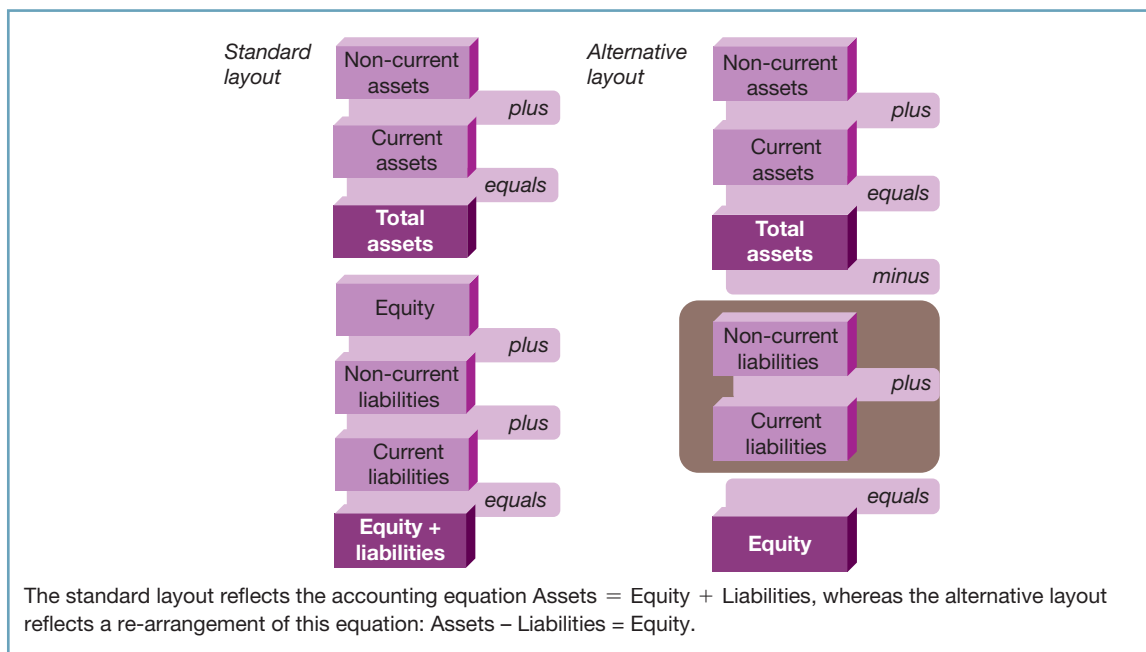 Standard
layout
Non-current
assets
plus
Current
assets
equals
Total
assets
Equity
plus
Non-current
liabilities
plus
Current
liabilities
equals
Equity +
liabilities
Alternative
layout
Non-current
assets
plus
Current
assets
equals
Total
assets
minus
Non-current
liabilities
plus
Current
liabilities
equals
Equity
The standard layout reflects the accounting equation Assets = Equity + Liabilities, whereas the alternative layout
reflects a re-arrangement of this equation: Assets – Liabilities = Equity.